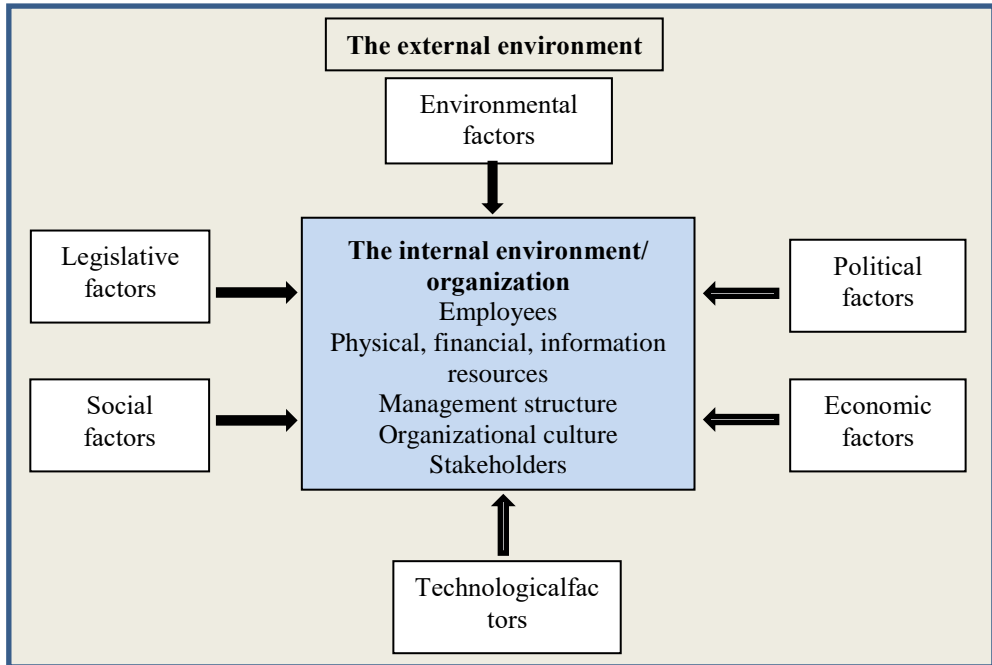 The external environment
Environmental
factors
Legislative
factors
The internal environment/
organization
Employees
Physical, financial, information
resources
Management structure
Organizational culture
Stakeholders
Political
factors
Social
factors
Economic
factors
Technologicalfac
tors